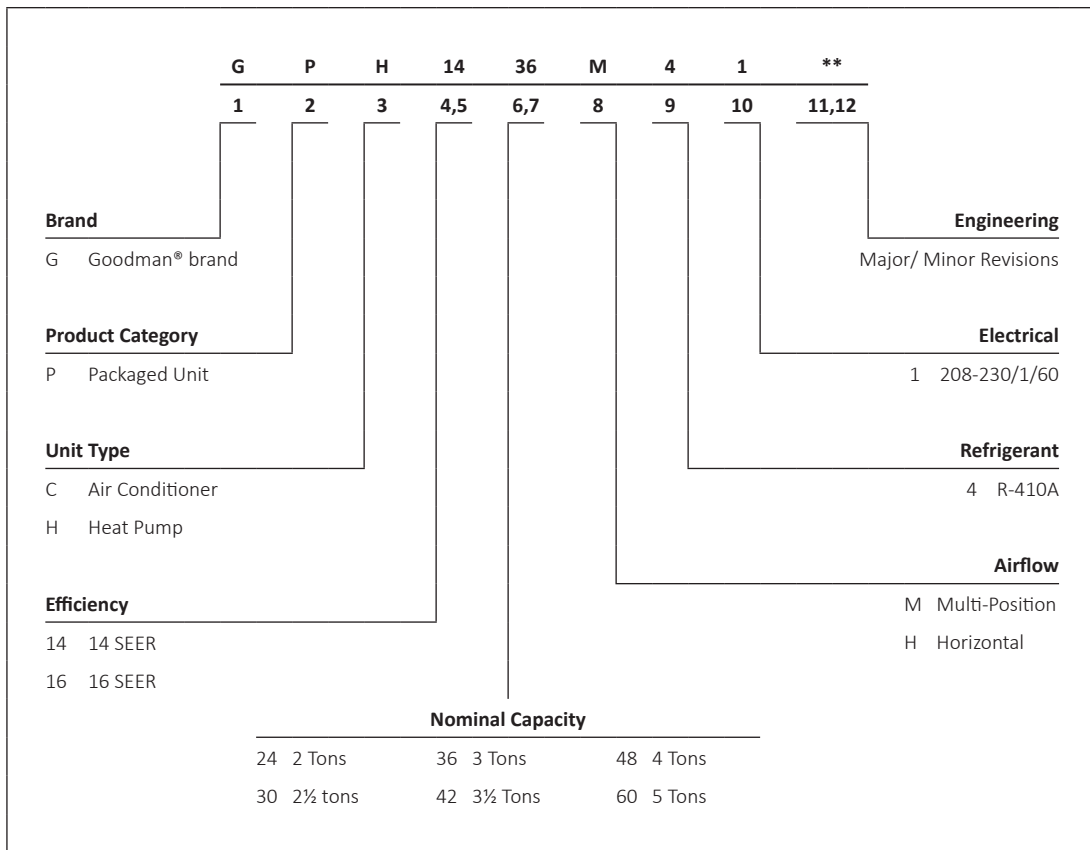 G P H 14 36 M 4 1 **
1 2 3 4,5 6,7 8 9 10 11,12
Brand
G Goodman® brand
Engineering
Major/ Minor Revisions
Product Category
P Packaged Unit
Electrical
1 208-230/1/60
Unit Type
C Air Conditioner
H Heat Pump
Refrigerant
4 R-410A
Airflow
M Multi-Position
H Horizontal
Efficiency
14 14 SEER
16 16 SEER
Nominal Capacity
24 2 Tons 36 3 Tons 48 4 Tons
30 2½ tons 42 3½ Tons 60 5 Tons